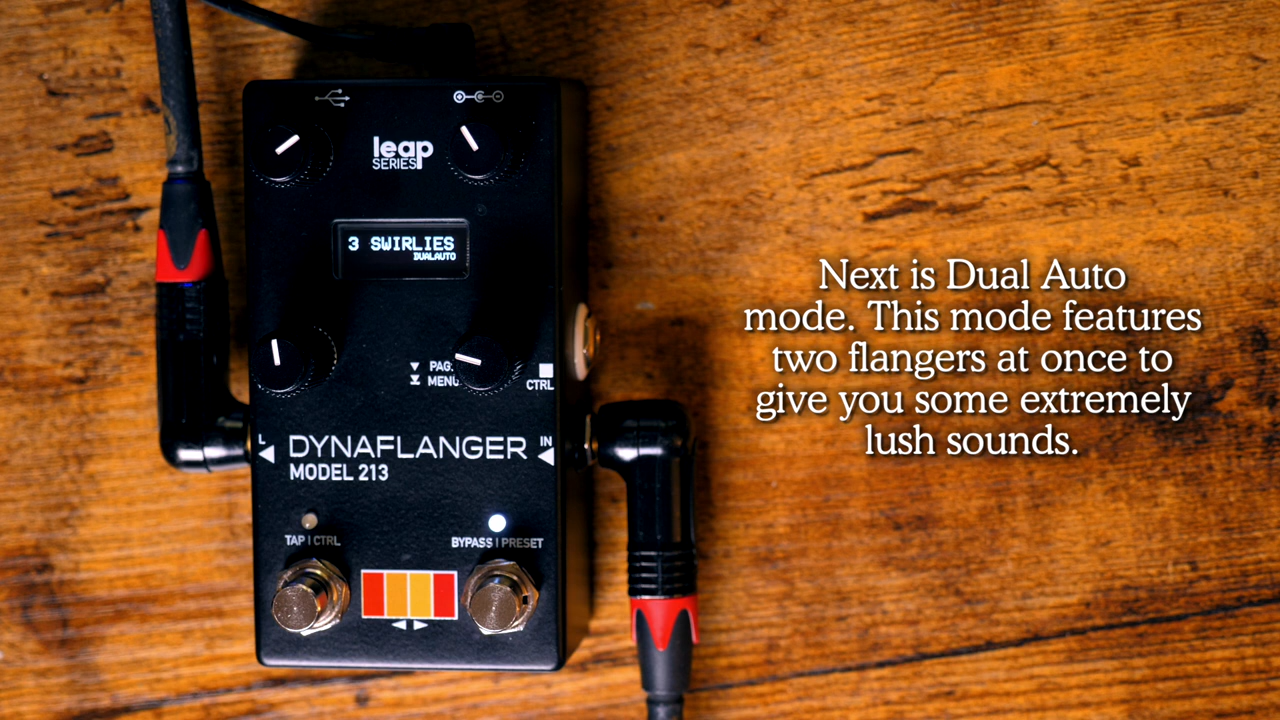 leap
SERIES
3 SWIRLIES
DUALAUTO
PAG
MENU
CTRL
L
DYNAFLANGER
IN
MODEL 213
TAP | CTRL
BYPASS | PRESET
Next is Dual Auto
mode. This mode features
two flangers at once to
give you some extremely
lush sounds.